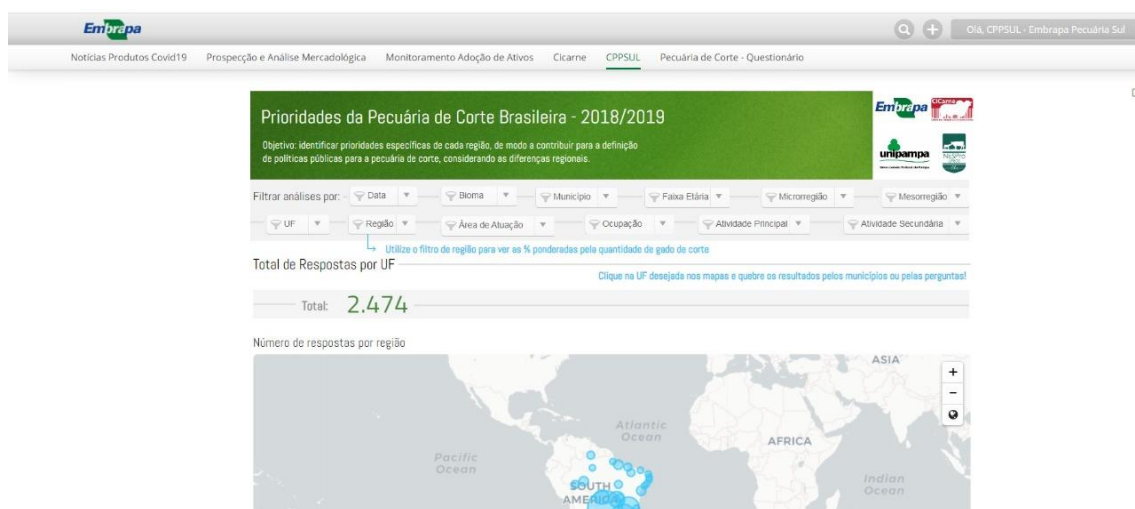 Embrapa
Olá, CPPSUL - Embrapa Pecuária Sul
Notícias Produtos Covid19 Prospecção e Análise Mercadológica Monitoramento Adoção de Ativos Cicarne CPPSUL Pecuária de Corte - Questionário
Prioridades da Pecuária de Corte Brasileira - 2018/2019
Objetivo: identificar prioridades específicas de cada região, de modo a contribuir para a definição
de políticas públicas para a pecuária de corte, considerando as diferenças regionais.
Embrapa CiCarne
unipampa
Filtrar análises por: Data Bioma Município Faixa Etária Microrregião Mesorregião
UF Região Área de Atuação Ocupação Atividade Principal Atividade Secundária
Utilize o filtro de região para ver as % ponderadas pela quantidade de gado de corte
Total de Respostas por UF
Clique na UF desejada nos mapas e quebre os resultados pelos municípios ou pelas perguntas!
Total: 2.474
Número de respostas por região
ASIA
+
-
Atlantic
Ocean
AFRICA
Pacific
Ocean
Indian
Ocean
SOUTH
AMERICA